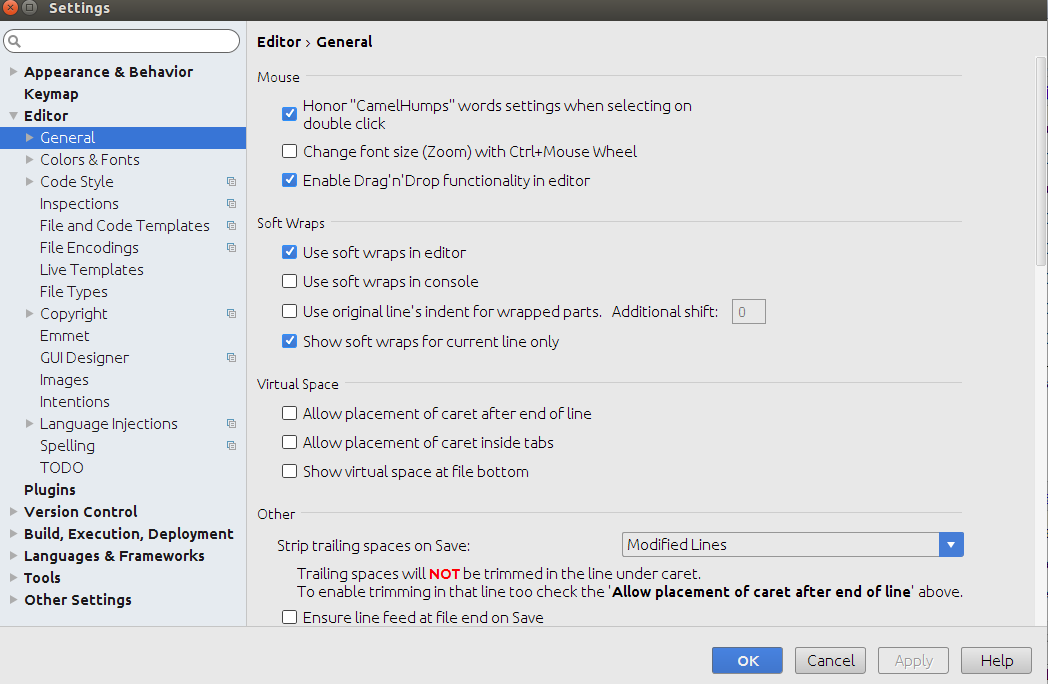 Settings
Appearance & Behavior
Keymap
Editor
General
Colors & Fonts
Code Style
Inspections
File and Code Templates
File Encodings
Live Templates
File Types
Copyright
Emmet
GUI Designer
Images
Intentions
Language Injections
Spelling
TODO
Plugins
Version Control
Build, Execution, Deployment
Languages & Frameworks
Tools
Other Settings
Editor › General
Mouse
Honor "CamelHumps" words settings when selecting on
double click
Change font size (Zoom) with Ctrl+Mouse Wheel
Enable Drag'n'Drop functionality in editor
Soft Wraps
Use soft wraps in editor
Use soft wraps in console
Use original line's indent for wrapped parts. Additional shift: 0
Show soft wraps for current line only
Virtual Space
Allow placement of caret after end of line
Allow placement of caret inside tabs
Show virtual space at file bottom
Other
Strip trailing spaces on Save: Modified Lines
Trailing spaces will NOT be trimmed in the line under caret.
To enable trimming in that line too check the 'Allow placement of caret after end of line' above.
Ensure line feed at file end on Save
OK Cancel Apply Help